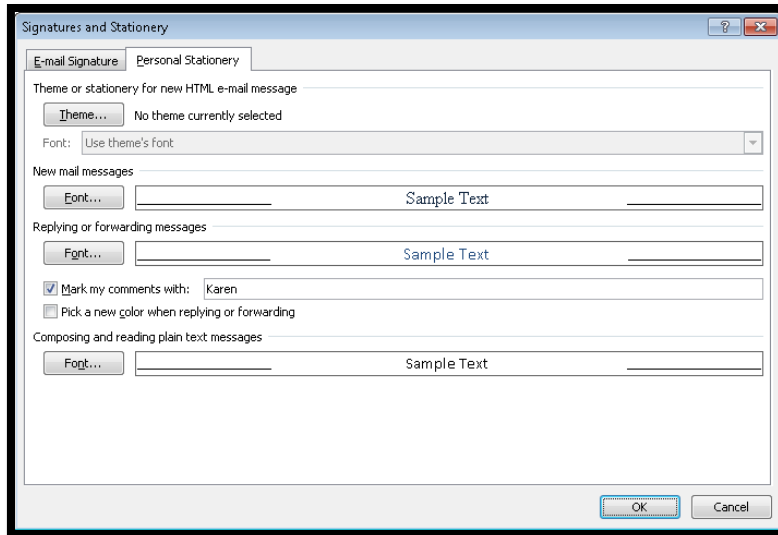 Signatures and Stationery
E-mail Signature Personal Stationery
Theme or stationery for new HTML e-mail message
Theme... No theme currently selected
Font: Use theme's font
New mail messages
Font... Sample Text
Replying or forwarding messages
Font... Sample Text
Mark my comments with: Karen
Pick a new color when replying or forwarding
Composing and reading plain text messages
Font... Sample Text
OK Cancel